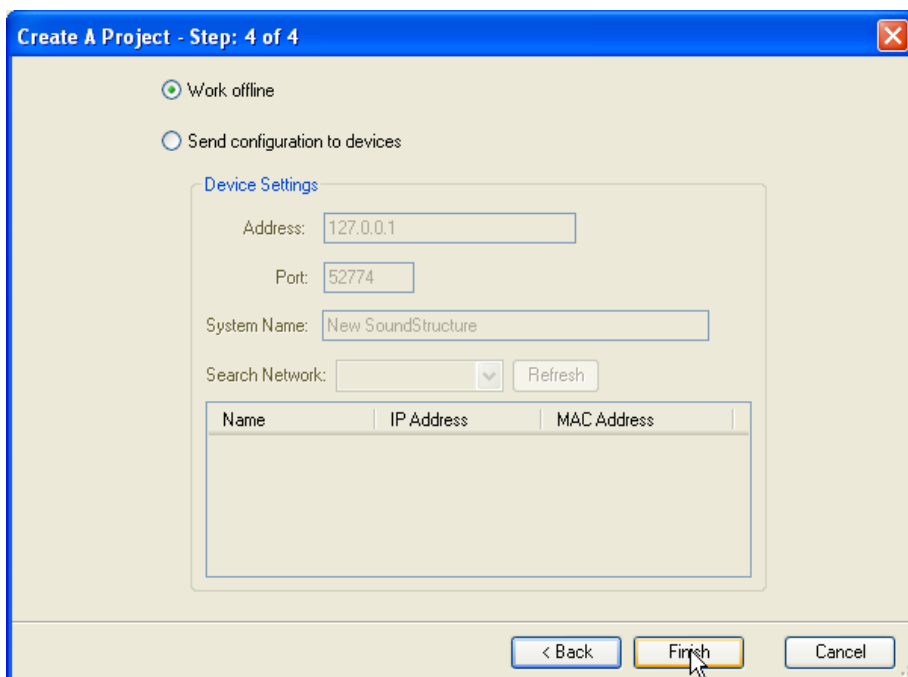 Create A Project - Step: 4 of 4
Work offline
Send configuration to devices
Device Settings
Address: 127.0.0.1
Port: 52774
System Name: New SoundStructure
Search Network: Refresh
Name IP Address MAC Address
< Back Finish Cancel